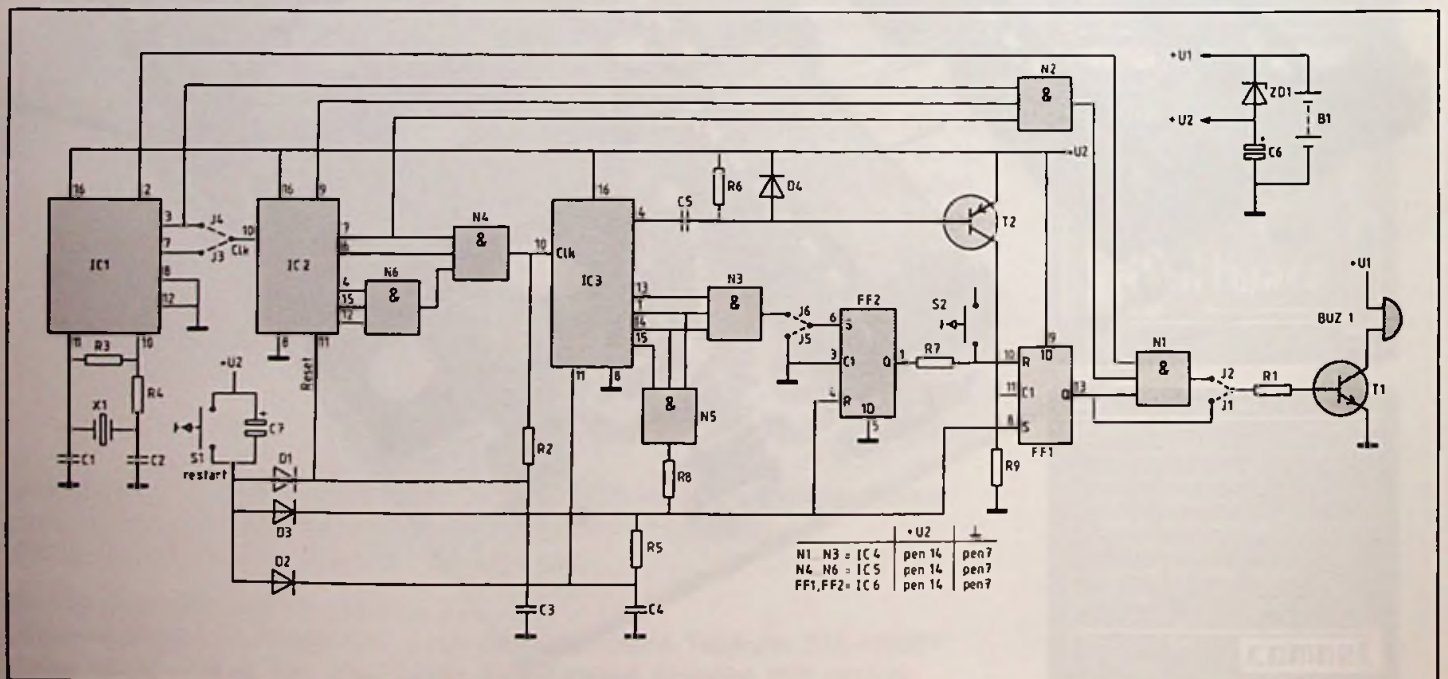 +U1
N2
&
ZD1
B1
+U2
C6
+U2
16
2
16
9
16
R6
D4
3
J4
10
7
N4
4
C5
T2
7
J3
Clk
6
&
10
Clk
+U1
IC1
8
IC2
N6
IC3
13
N3
FF2
S2
19
BUZ 1
12
4
&
1
&
J6
6
S
1D
N1
15
14
J5
10
R
&
J2
12
15
3
C1
Q
1
R7
11
C1
Q
13
R1
T1
11
10
8
11
11
8
4
R
8
S
J1
R3
Reset
&
N5
1D
FF1
R4
+U2
5
X1
C7
R2
R9
C1
C2
S1
restart
D1
R8
D3
R5
D2
C3
C4
+U2
N1 N3 = IC4 pen 14 pen 7
N4 N6 = IC5 pen 14 pen 7
FF1, FF2 = IC6 pen 14 pen 7